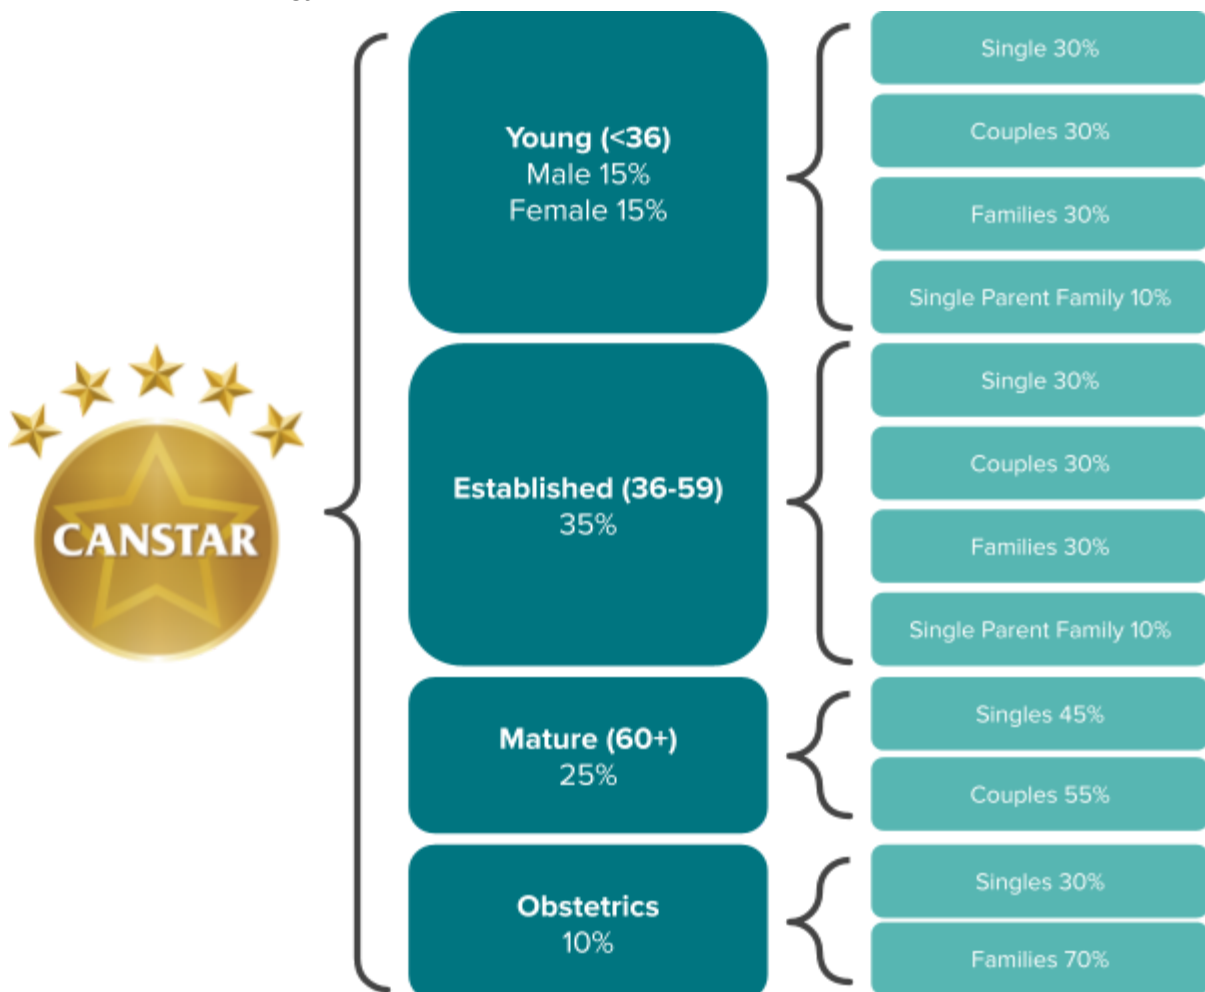 CANSTAR
Young (<36)
Male 15%
Female 15%
Single 30%
Couples 30%
Families 30%
Single Parent Family 10%
Established (36-59)
35%
Single 30%
Couples 30%
Families 30%
Single Parent Family 10%
Mature (60+)
25%
Singles 45%
Couples 55%
Obstetrics
10%
Singles 30%
Families 70%